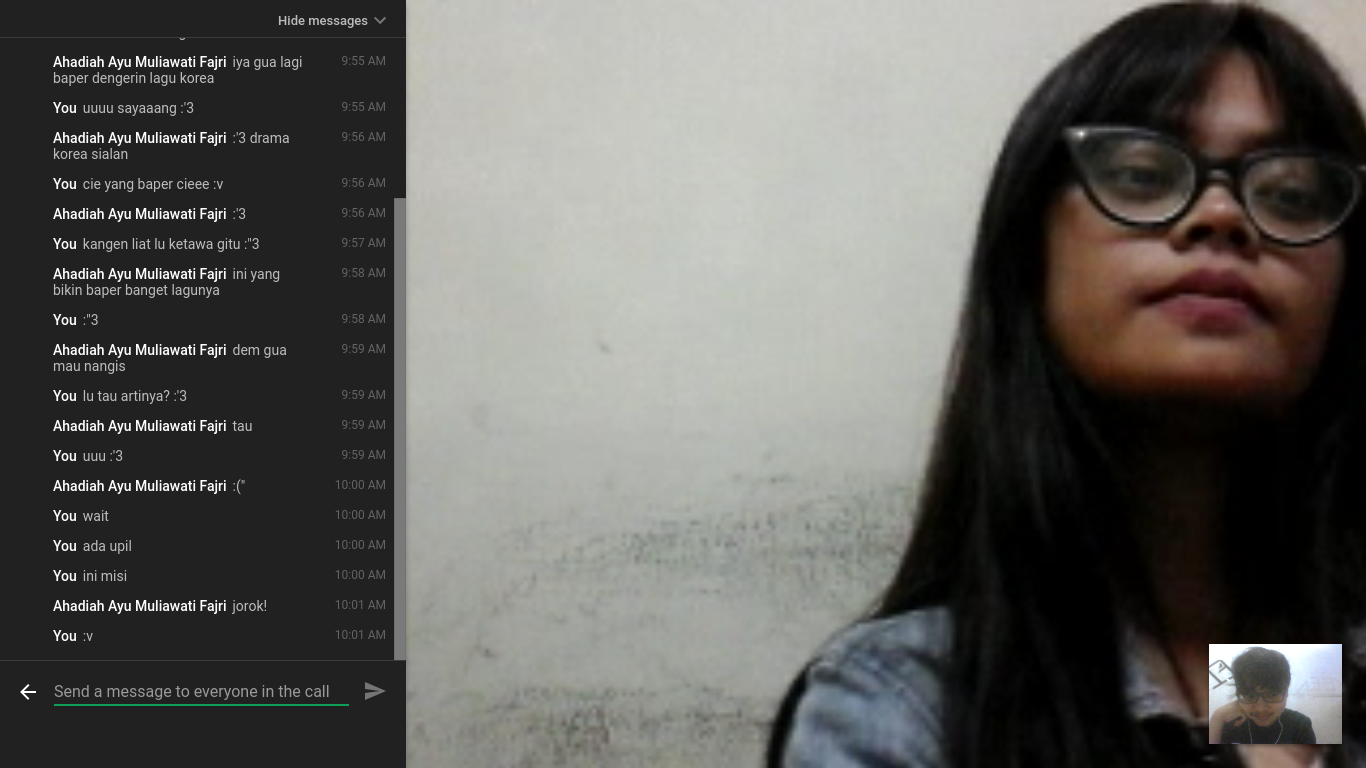 Hide messages
Ahadiah Ayu Muliawati Fajri iya gua lagi 9:55 AM
baper dengerin lagu korea
You uuuu sayaaang :'3 9:55 AM
Ahadiah Ayu Muliawati Fajri :'3 drama 9:56 AM
korea sialan
You cie yang baper cieee :v 9:56 AM
Ahadiah Ayu Muliawati Fajri :'3 9:56 AM
You kangen liat lu ketawa gitu :"3 9:57 AM
Ahadiah Ayu Muliawati Fajri ini yang 9:58 AM
bikin baper banget lagunya
You :"3 9:58 AM
Ahadiah Ayu Muliawati Fajri dem gua 9:59 AM
mau nangis
You lu tau artinya? :'3 9:59 AM
Ahadiah Ayu Muliawati Fajri tau 9:59 AM
You uuu :'3 9:59 AM
Ahadiah Ayu Muliawati Fajri :(" 10:00 AM
You wait 10:00 AM
You ada upil 10:00 AM
You ini misi 10:00 AM
Ahadiah Ayu Muliawati Fajri jorok! 10:01 AM
You :v 10:01 AM
Send a message to everyone in the call